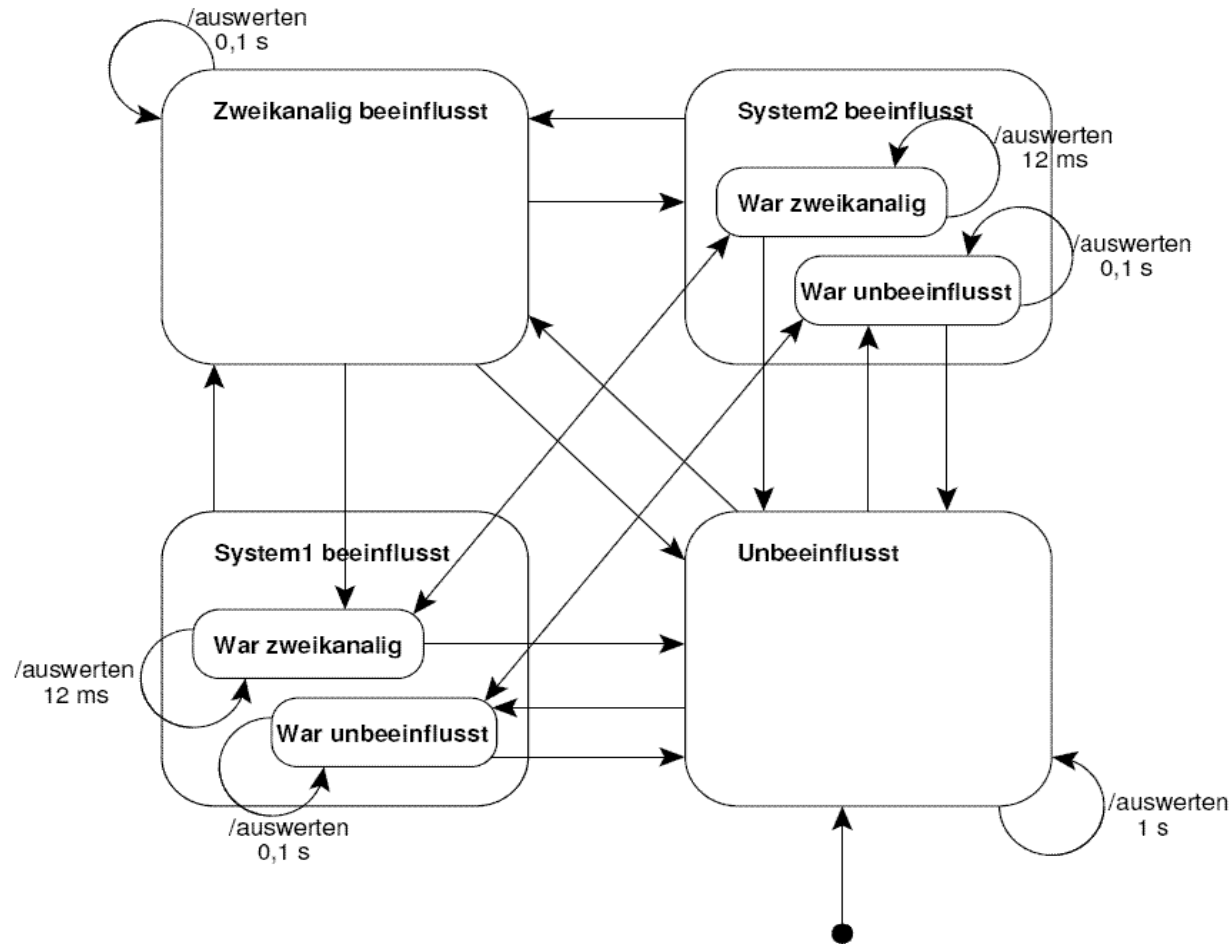 /auswerten
0,1 s
Zweikanalig beeinflusst
System2 beeinflusst
/auswerten
12 ms
War zweikanalig
/auswerten
0,1 s
War unbeeinflusst
System1 beeinflusst
Unbeeinflusst
War zweikanalig
/auswerten
12 ms
War unbeeinflusst
/auswerten
0,1 s
/auswerten
1 s